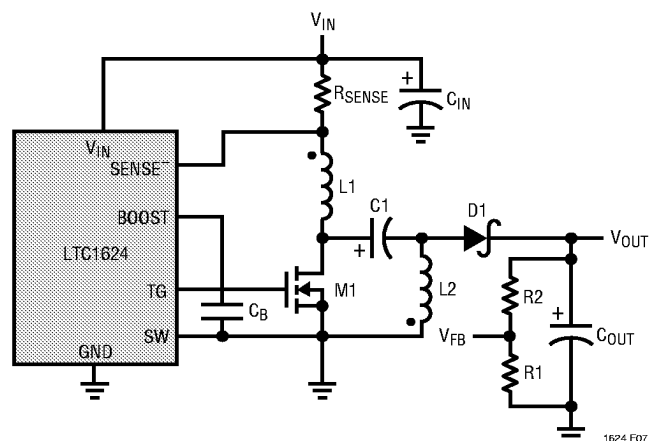 VIN
+
RSENSE
CIN
VIN
SENSE–
L1
BOOST
C1
D1
VOUT
LTC1624
+
TG
M1
L2
R2
CB
+
COUT
SW
VFB
R1
GND
1624 F07